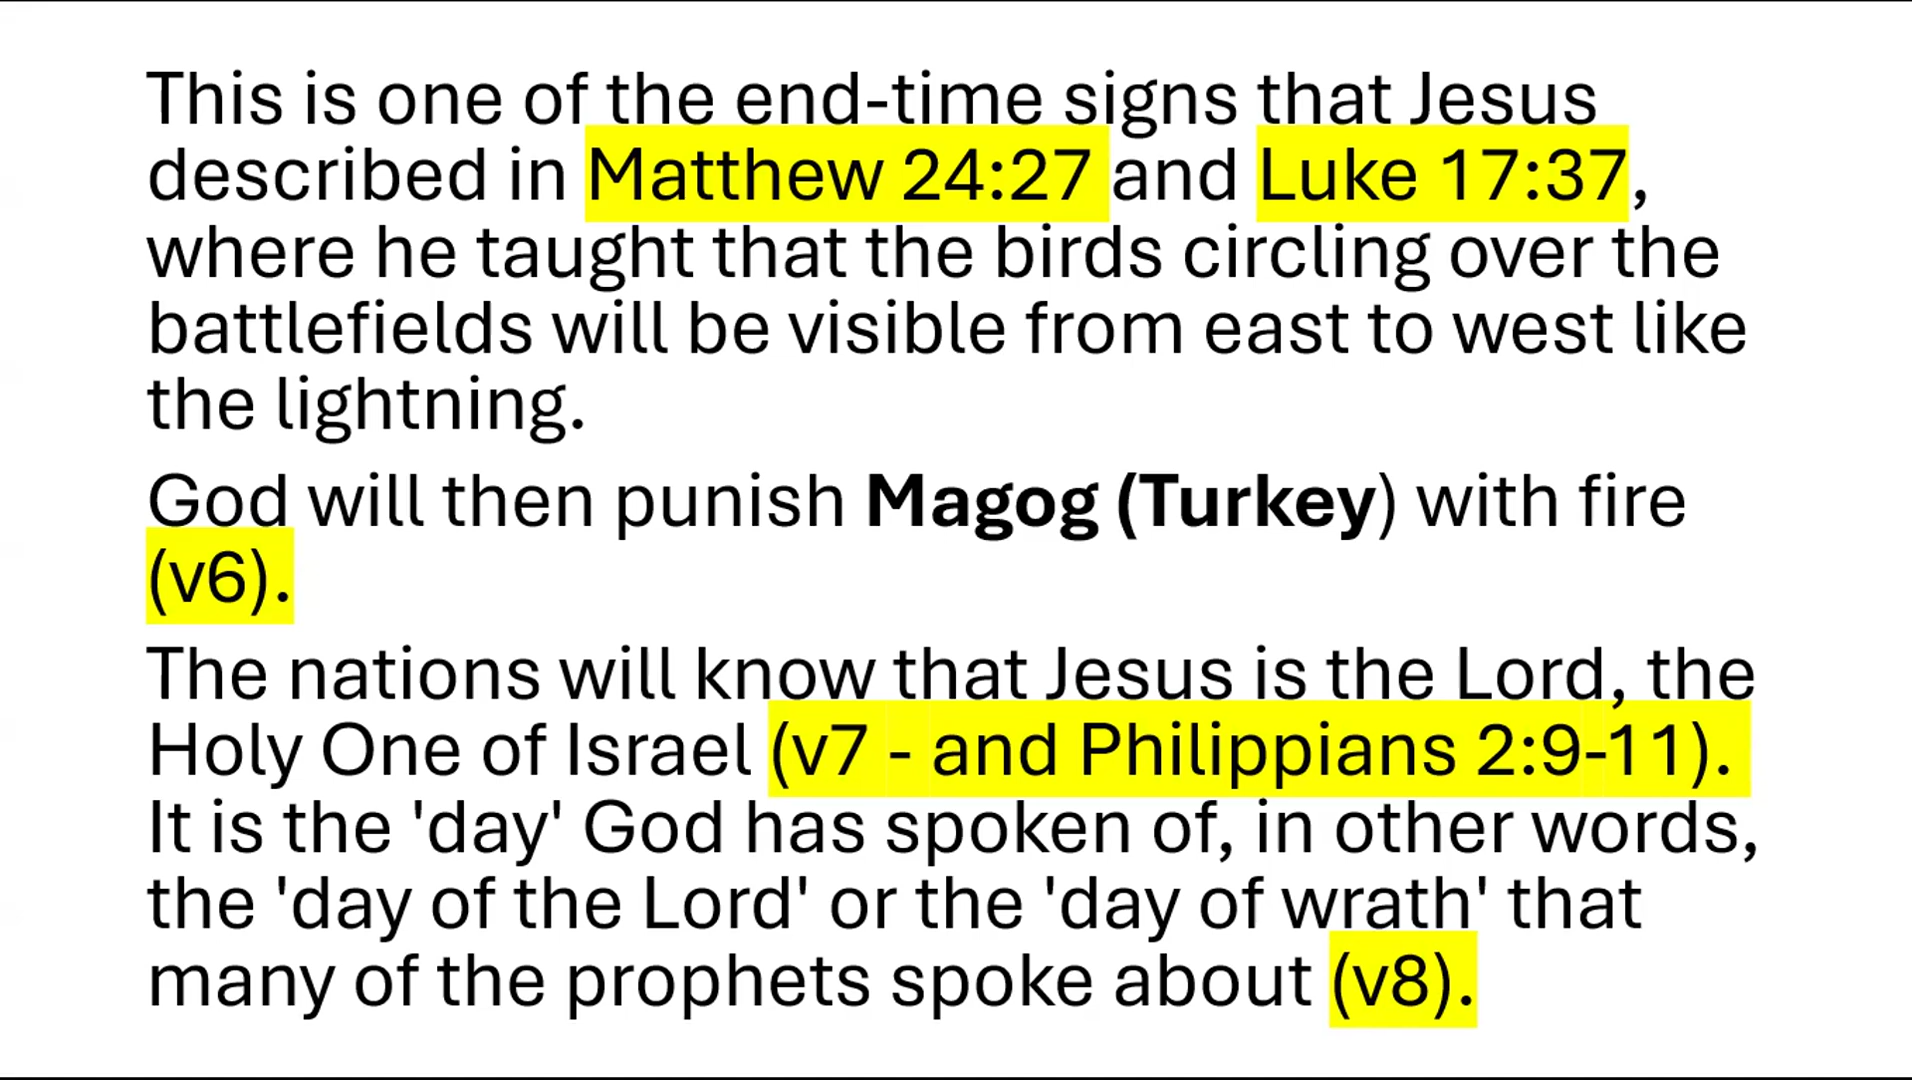 This is one of the end-time signs that Jesus
described in Matthew 24:27 and Luke 17:37,
where he taught that the birds circling over the
battlefields will be visible from east to west like
the lightning.
God will then punish Magog (Turkey) with fire
(v6).
The nations will know that Jesus is the Lord, the
Holy One of Israel (v7 - and Philippians 2:9-11).
It is the 'day' God has spoken of, in other words,
the 'day of the Lord' or the 'day of wrath' that
many of the prophets spoke about (v8).